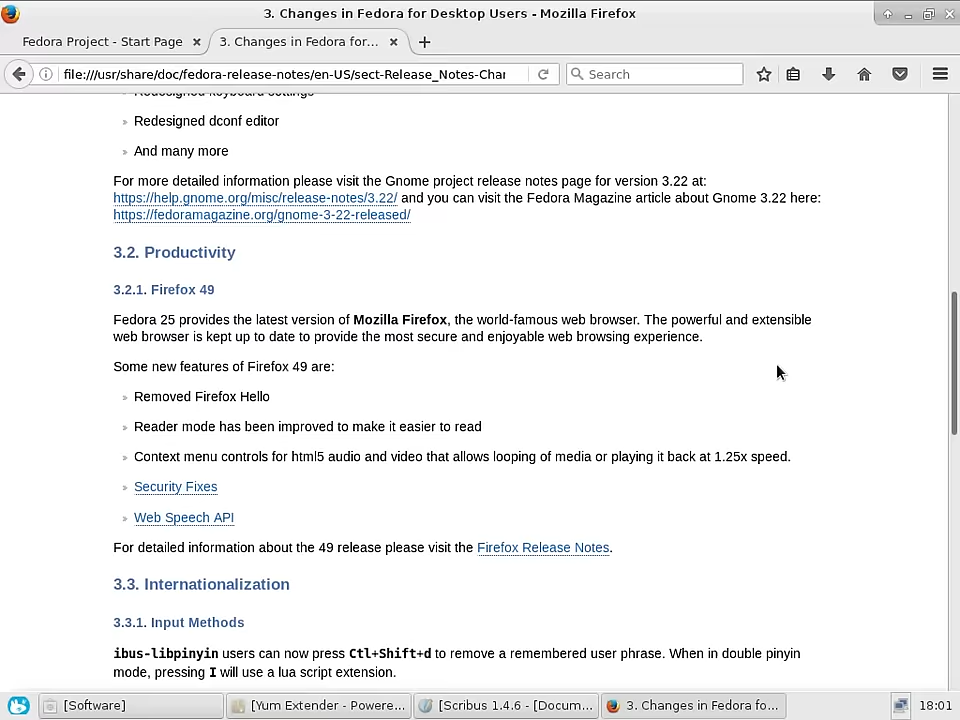 3. Changes in Fedora for Desktop Users - Mozilla Firefox
Fedora Project - Start Page
3. Changes in Fedora for...
file:///usr/share/doc/fedora-release-notes/en-US/sect-Release_Notes-Char
Search
Redesigned keyboard settings
Redesigned dconf editor
And many more
For more detailed information please visit the Gnome project release notes page for version 3.22 at:
https://help.gnome.org/misc/release-notes/3.22/ and you can visit the Fedora Magazine article about Gnome 3.22 here:
https://fedoramagazine.org/gnome-3-22-released/
3.2. Productivity
3.2.1. Firefox 49
Fedora 25 provides the latest version of Mozilla Firefox, the world-famous web browser. The powerful and extensible
web browser is kept up to date to provide the most secure and enjoyable web browsing experience.
Some new features of Firefox 49 are:
Removed Firefox Hello
Reader mode has been improved to make it easier to read
Context menu controls for html5 audio and video that allows looping of media or playing it back at 1.25x speed.
Security Fixes
Web Speech API
For detailed information about the 49 release please visit the Firefox Release Notes.
3.3. Internationalization
3.3.1. Input Methods
ibus-libpinyin users can now press Ctl+Shift+d to remove a remembered user phrase. When in double pinyin
mode, pressing I will use a lua script extension.
[Software]
[Yum Extender - Powere...
[Scribus 1.4.6 - [Docum...
3. Changes in Fedora fo...
18:01